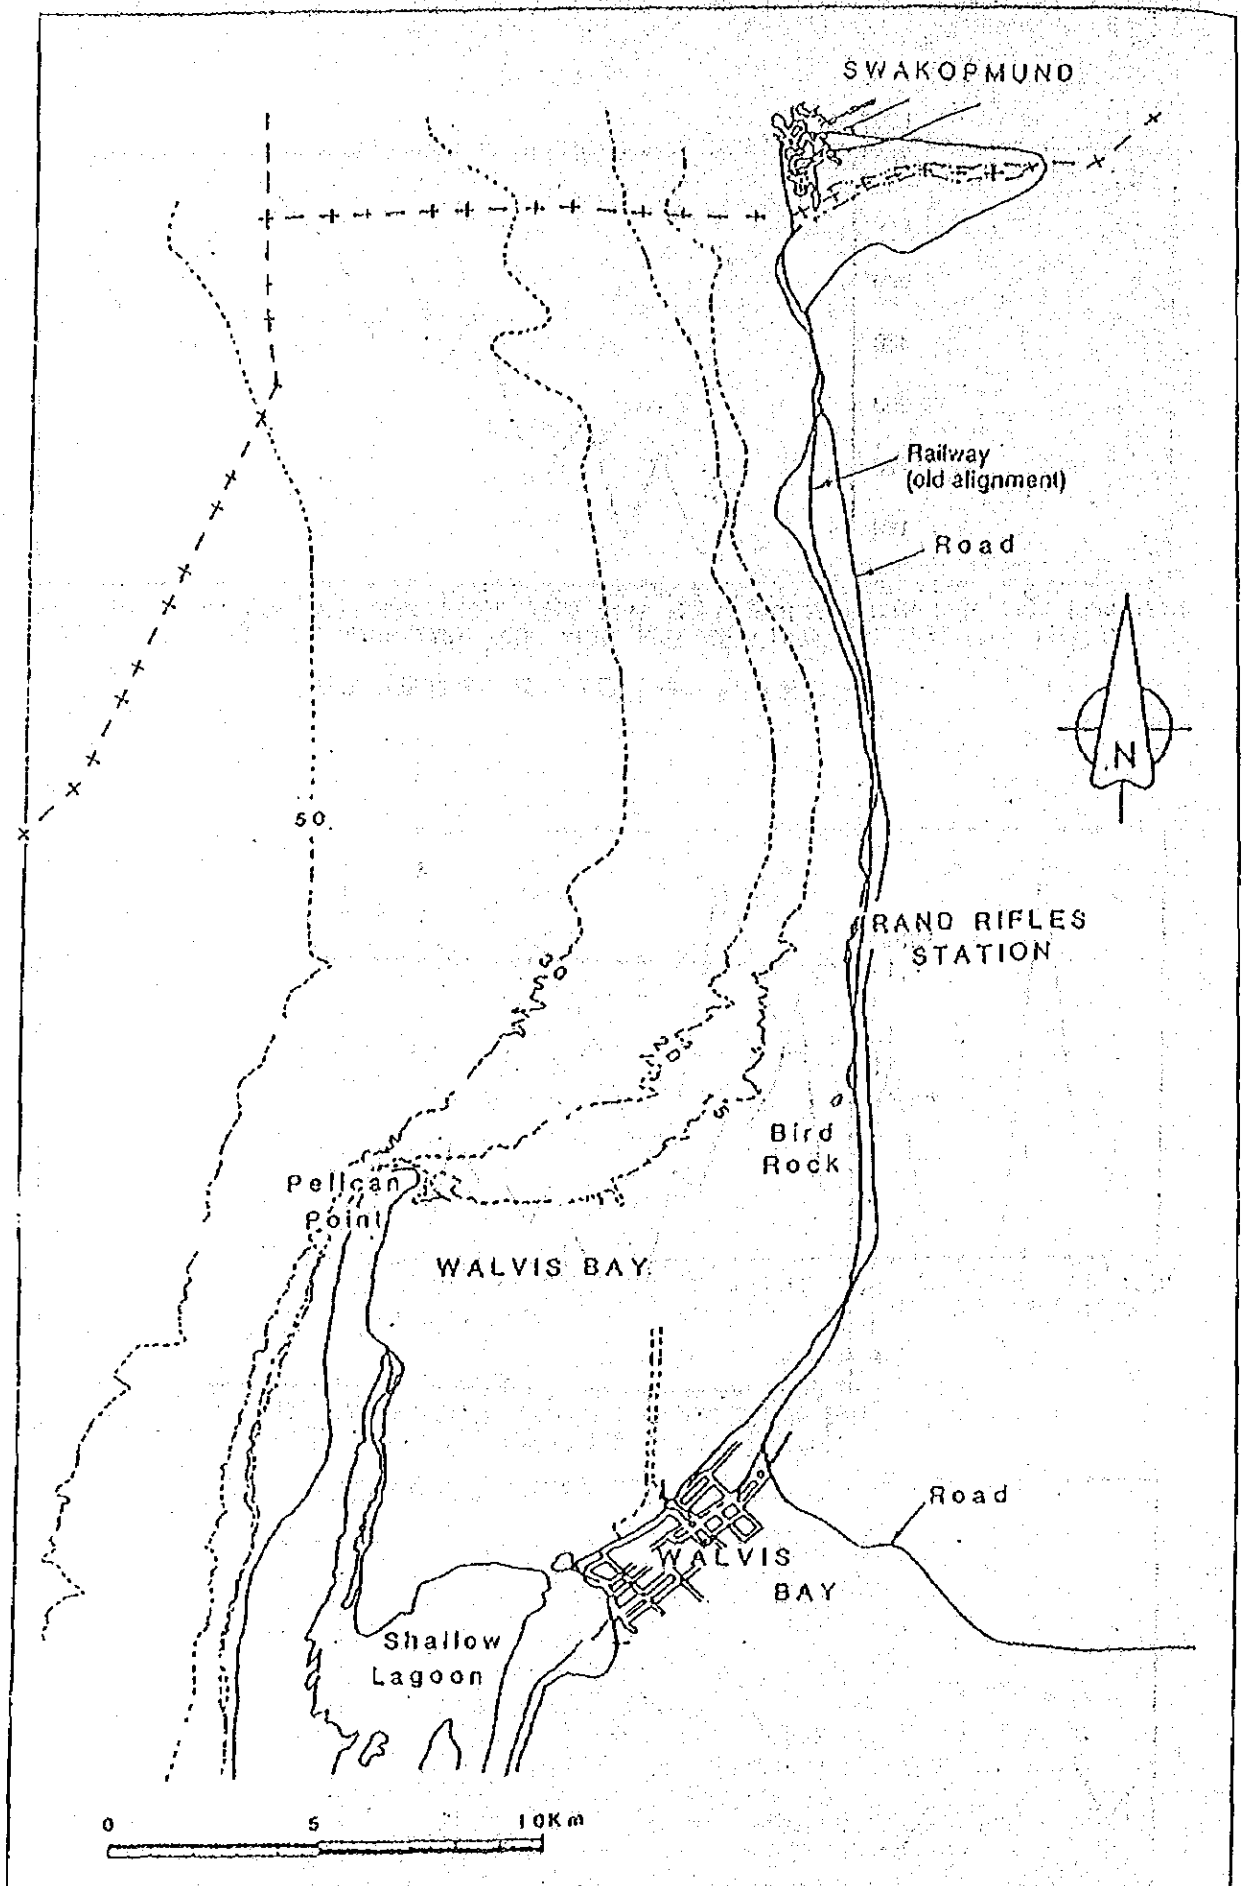 SWAKOPMUND
Railway
(old alignment)
Road
N
50
RAND RIFLES
STATION
30
20
5
Bird
Rock
Pelican
Point
WALVIS BAY
Road
WALVIS
BAY
Shallow
Lagoon
0 5 10Km